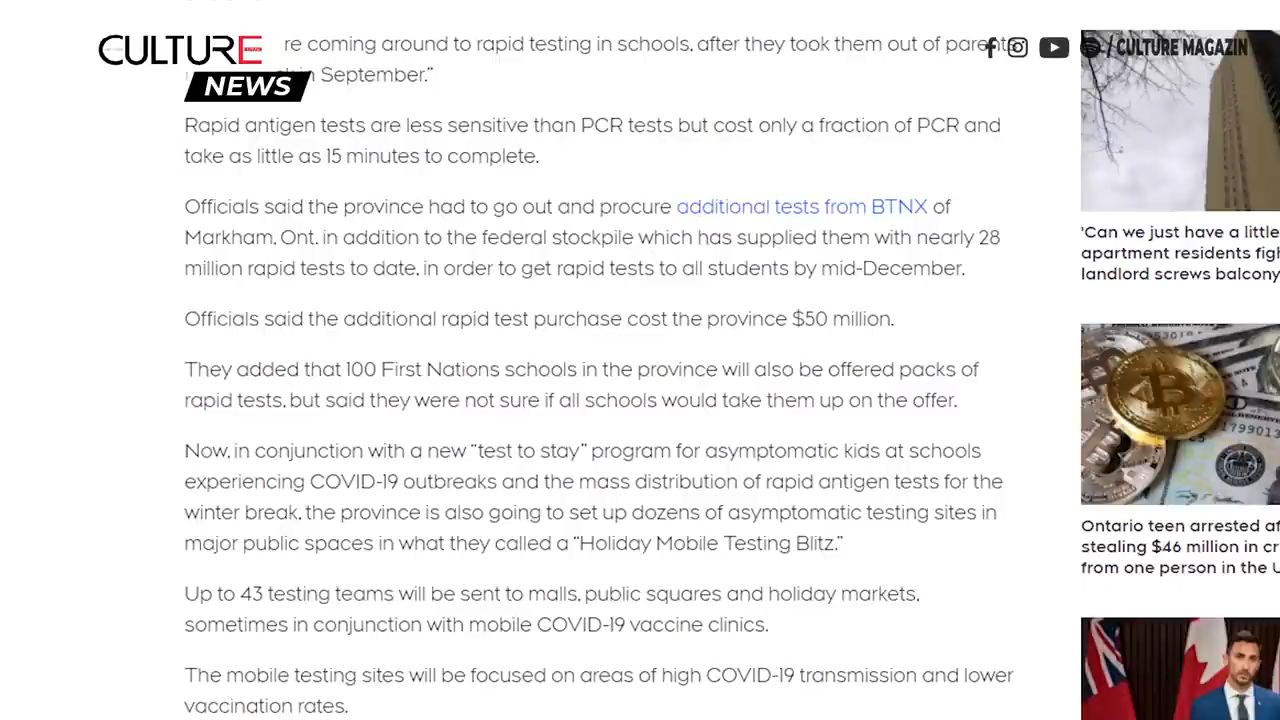 CULTURE
NEWS
re coming around to rapid testing in schools, after they took them out of parents
in September.“
/ CULTURE MAGAZIN
Rapid antigen tests are less sensitive than PCR tests but cost only a fraction of PCR and
take as little as 15 minutes to complete.
Officials said the province had to go out and procure additional tests from BTNX of
Markham, Ont. in addition to the federal stockpile which has supplied them with nearly 28
million rapid tests to date, in order to get rapid tests to all students by mid-December.
Officials said the additional rapid test purchase cost the province $50 million.
They added that 100 First Nations schools in the province will also be offered packs of
rapid tests, but said they were not sure if all schools would take them up on the offer.
Now, in conjunction with a new “test to stay” program for asymptomatic kids at schools
experiencing COVID-19 outbreaks and the mass distribution of rapid antigen tests for the
winter break, the province is also going to set up dozens of asymptomatic testing sites in
major public spaces in what they called a “Holiday Mobile Testing Blitz.”
Up to 43 testing teams will be sent to malls, public squares and holiday markets,
sometimes in conjunction with mobile COVID-19 vaccine clinics.
The mobile testing sites will be focused on areas of high COVID-19 transmission and lower
vaccination rates.
'Can we just have a little
apartment residents figh
landlord screws balcony
Ontario teen arrested af
stealing $46 million in cr
from one person in the U